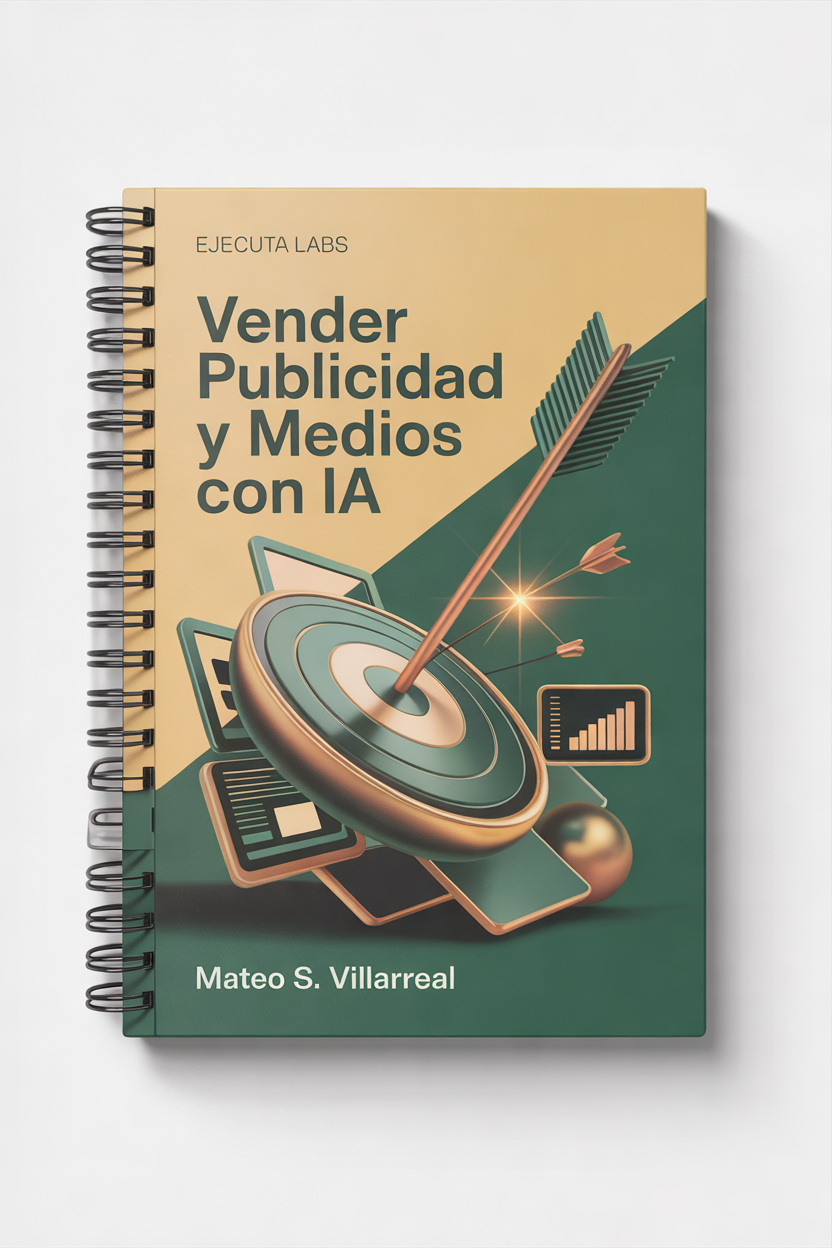 EJECUTA LABS
Vender
Publicidad
y Medios
con IA
Mateo S. Villarreal